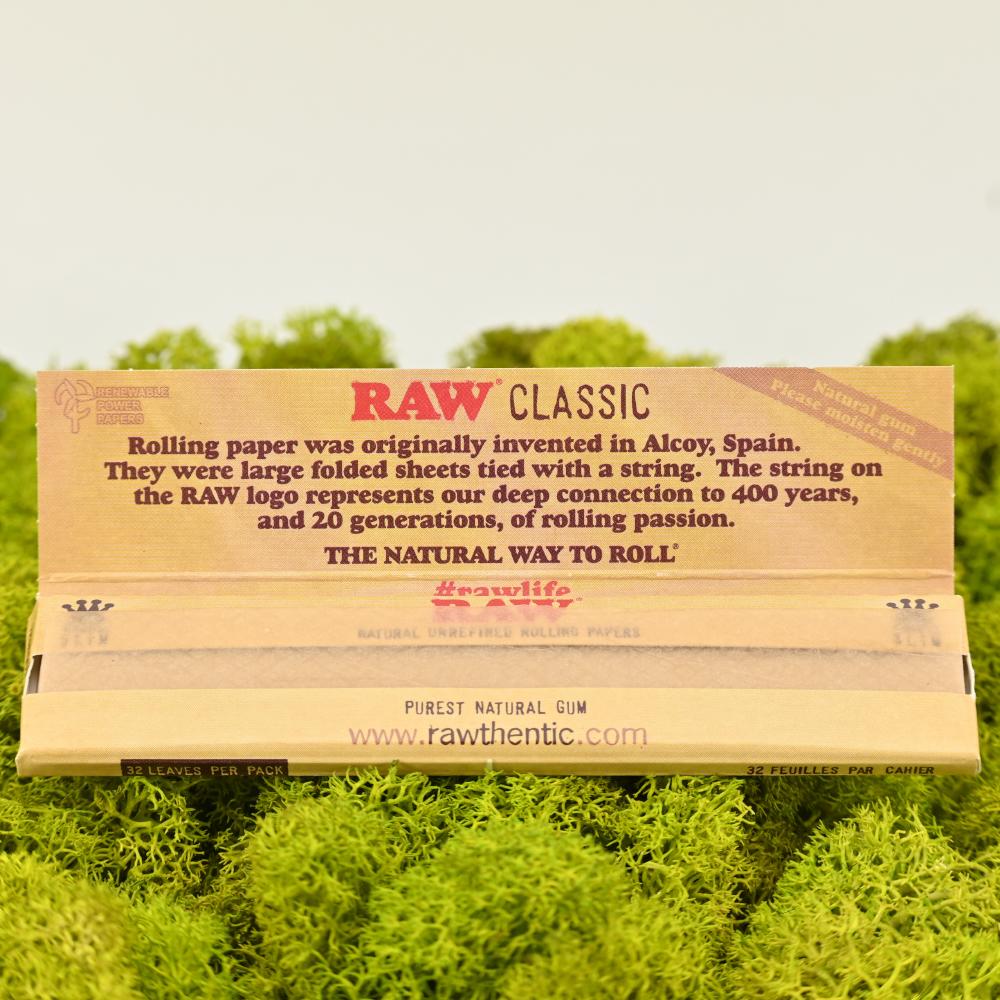 RENEWABLE
POWER
PAPERS
RAW® CLASSIC
Natural gum
Please moisten gently
Rolling paper was originally invented in Alcoy, Spain.
They were large folded sheets tied with a string. The string on
the RAW logo represents our deep connection to 400 years,
and 20 generations, of rolling passion.
THE NATURAL WAY TO ROLL®
#rawlife
RAW
SLIM
SLIM
NATURAL UNREFINED ROLLING PAPERS
PUREST NATURAL GUM
www.rawthentic.com
32 LEAVES PER PACK
32 FEUILLES PAR CAHIER